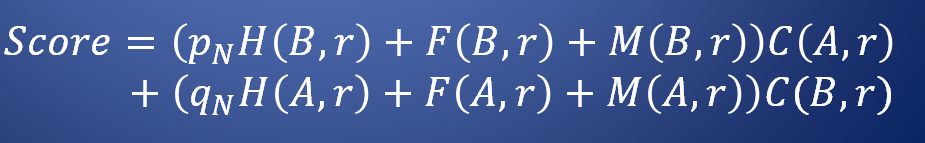 Score = (p_N H(B,r) + F(B,r) + M(B,r))C(A,r)
+ (q_N H(A,r) + F(A,r) + M(A,r))C(B,r)